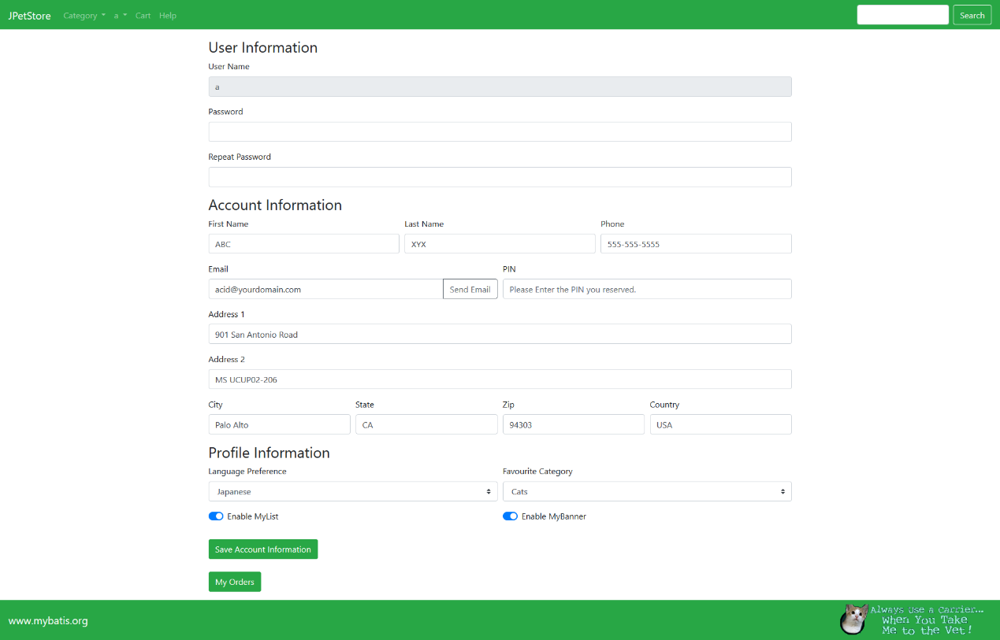 JPetStore Category a Cart Help Search
User Information
User Name
a
Password
Repeat Password
Account Information
First Name Last Name Phone
ABC XYX 555-555-5555
Email PIN
acid@yourdomain.com Send Email Please Enter the PIN you reserved.
Address 1
901 San Antonio Road
Address 2
MS UCUP02-206
City State Zip Country
Palo Alto CA 94303 USA
Profile Information
Language Preference Favourite Category
Japanese Cats
Enable MyList Enable MyBanner
Save Account Information
My Orders
www.mybatis.org
Always Use a Carrier...
When You Take
Me to the Vet!